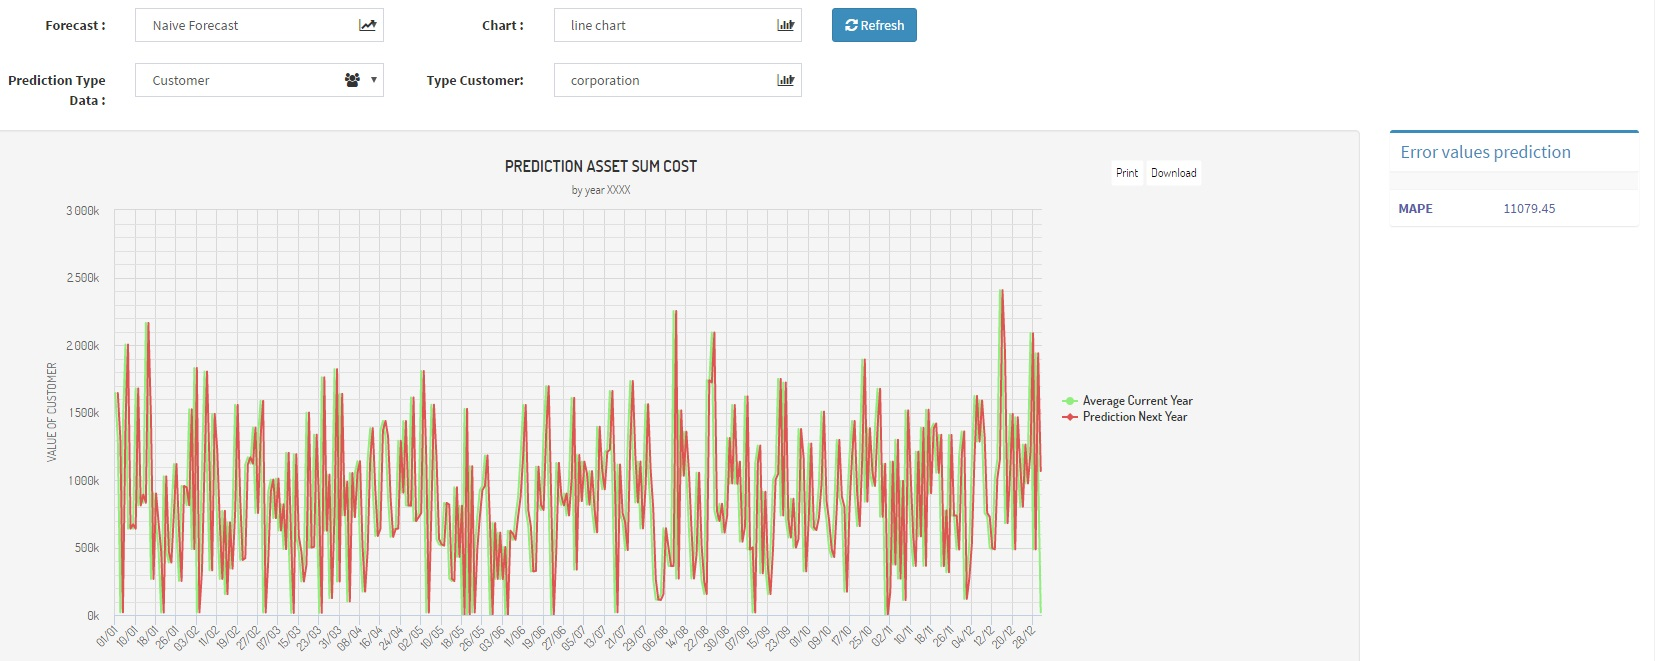 Forecast :
Naive Forecast
Chart :
line chart
Refresh
Prediction Type
Data :
Customer
Type Customer:
corporation
PREDICTION ASSET SUM COST
by year XXXX
Print
Download
Error values prediction
MAPE
11079.45
VALUE OF CUSTOMER
3 000k
2 500k
2 000k
1 500k
1 000k
500k
0k
Average Current Year
Prediction Next Year
01/01
10/01
18/01
26/01
03/02
11/02
19/02
27/02
07/03
15/03
23/03
31/03
08/04
16/04
24/04
02/05
10/05
18/05
26/05
03/06
11/06
19/06
27/06
05/07
13/07
21/07
29/07
06/08
14/08
22/08
30/08
07/09
15/09
23/09
01/10
09/10
17/10
25/10
02/11
10/11
18/11
26/11
04/12
12/12
20/12
28/12